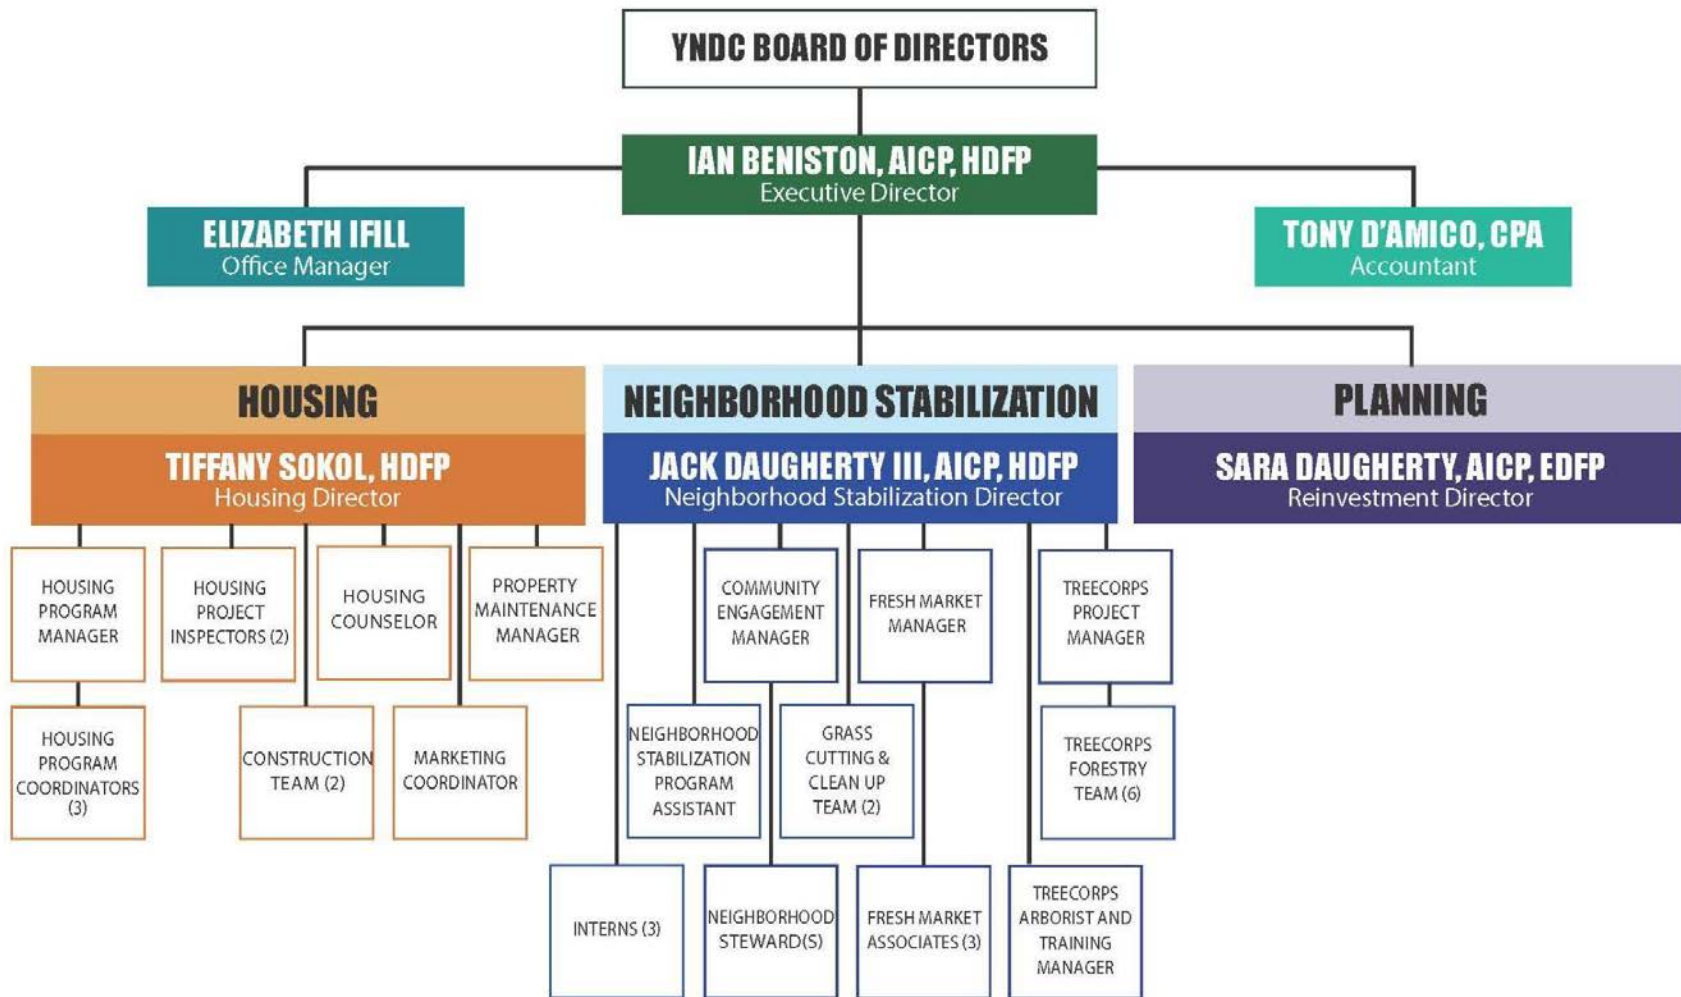 YNDC BOARD OF DIRECTORS
IAN BENISTON, AICP, HDFP
Executive Director
ELIZABETH IFILL
Office Manager
TONY D'AMICO, CPA
Accountant
HOUSING
TIFFANY SOKOL, HDFP
Housing Director
NEIGHBORHOOD STABILIZATION
JACK DAUGHERTY III, AICP, HDFP
Neighborhood Stabilization Director
PLANNING
SARA DAUGHERTY, AICP, EDFP
Reinvestment Director
HOUSING
PROGRAM
MANAGER
HOUSING
PROJECT
INSPECTORS (2)
HOUSING
COUNSELOR
PROPERTY
MAINTENANCE
MANAGER
COMMUNITY
ENGAGEMENT
MANAGER
FRESH MARKET
MANAGER
TREECORPS
PROJECT
MANAGER
HOUSING
PROGRAM
COORDINATORS
(3)
CONSTRUCTION
TEAM (2)
MARKETING
COORDINATOR
NEIGHBORHOOD
STABILIZATION
PROGRAM
ASSISTANT
GRASS
CUTTING &
CLEAN UP
TEAM (2)
TREECORPS
FORESTRY
TEAM (6)
INTERNS (3)
NEIGHBORHOOD
STEWARD(S)
FRESH MARKET
ASSOCIATES (3)
TREECORPS
ARBORIST AND
TRAINING
MANAGER